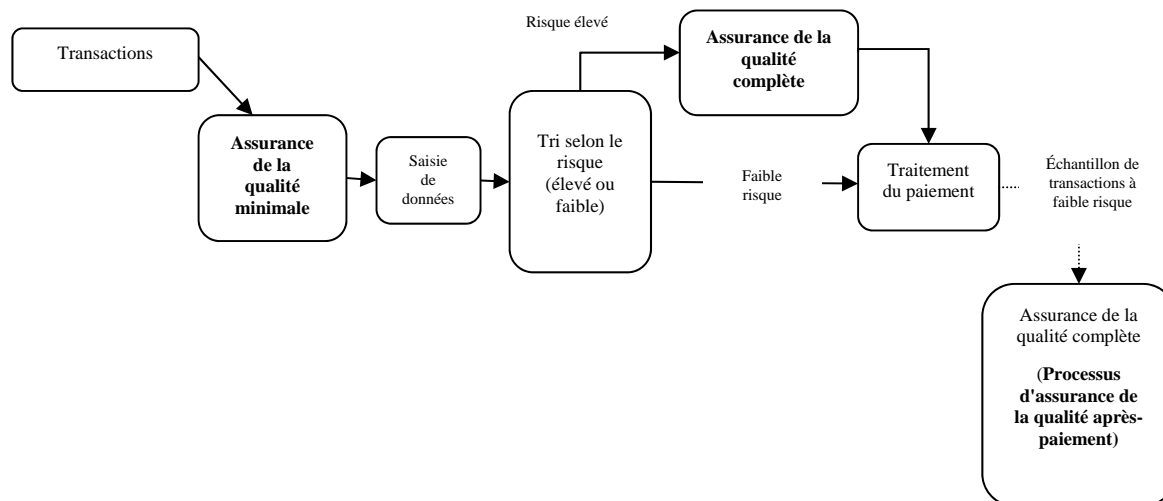 Transactions
Assurance
de la
qualité
minimale
Saisie
de
données
Tri selon le
risque
(élevé ou
faible)
Risque élevé
Assurance de la
qualité
complète
Faible
risque
Traitement
du paiement
Échantillon de
transactions à
faible risque
Assurance de la
qualité complète
(Processus
d'assurance de
la qualité après-
paiement)